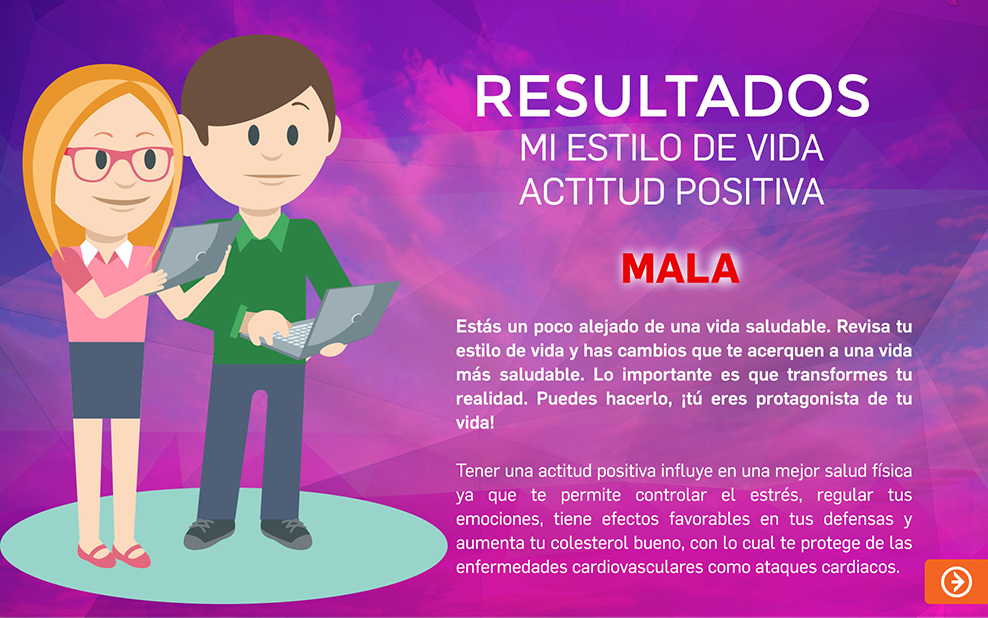 RESULTADOS
MI ESTILO DE VIDA
ACTITUD POSITIVA
MALA
Estás un poco alejado de una vida saludable. Revisa tu
estilo de vida y has cambios que te acerquen a una vida
más saludable. Lo importante es que transformes tu
realidad. Puedes hacerlo, ¡tú eres protagonista de tu
vida!
Tener una actitud positiva influye en una mejor salud física
ya que te permite controlar el estrés, regular tus
emociones, tiene efectos favorables en tus defensas y
aumenta tu colesterol bueno, con lo cual te protege de las
enfermedades cardiovasculares como ataques cardiacos.